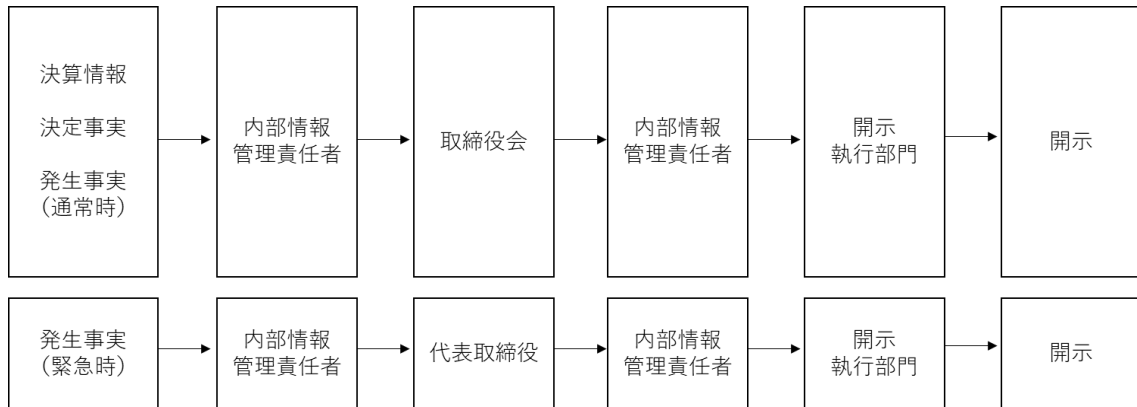 決算情報
決定事実
発生事実
(通常時)
内部情報
管理責任者
取締役会
内部情報
管理責任者
開示
執行部門
開示
発生事実
(緊急時)
内部情報
管理責任者
代表取締役
内部情報
管理責任者
開示
執行部門
開示